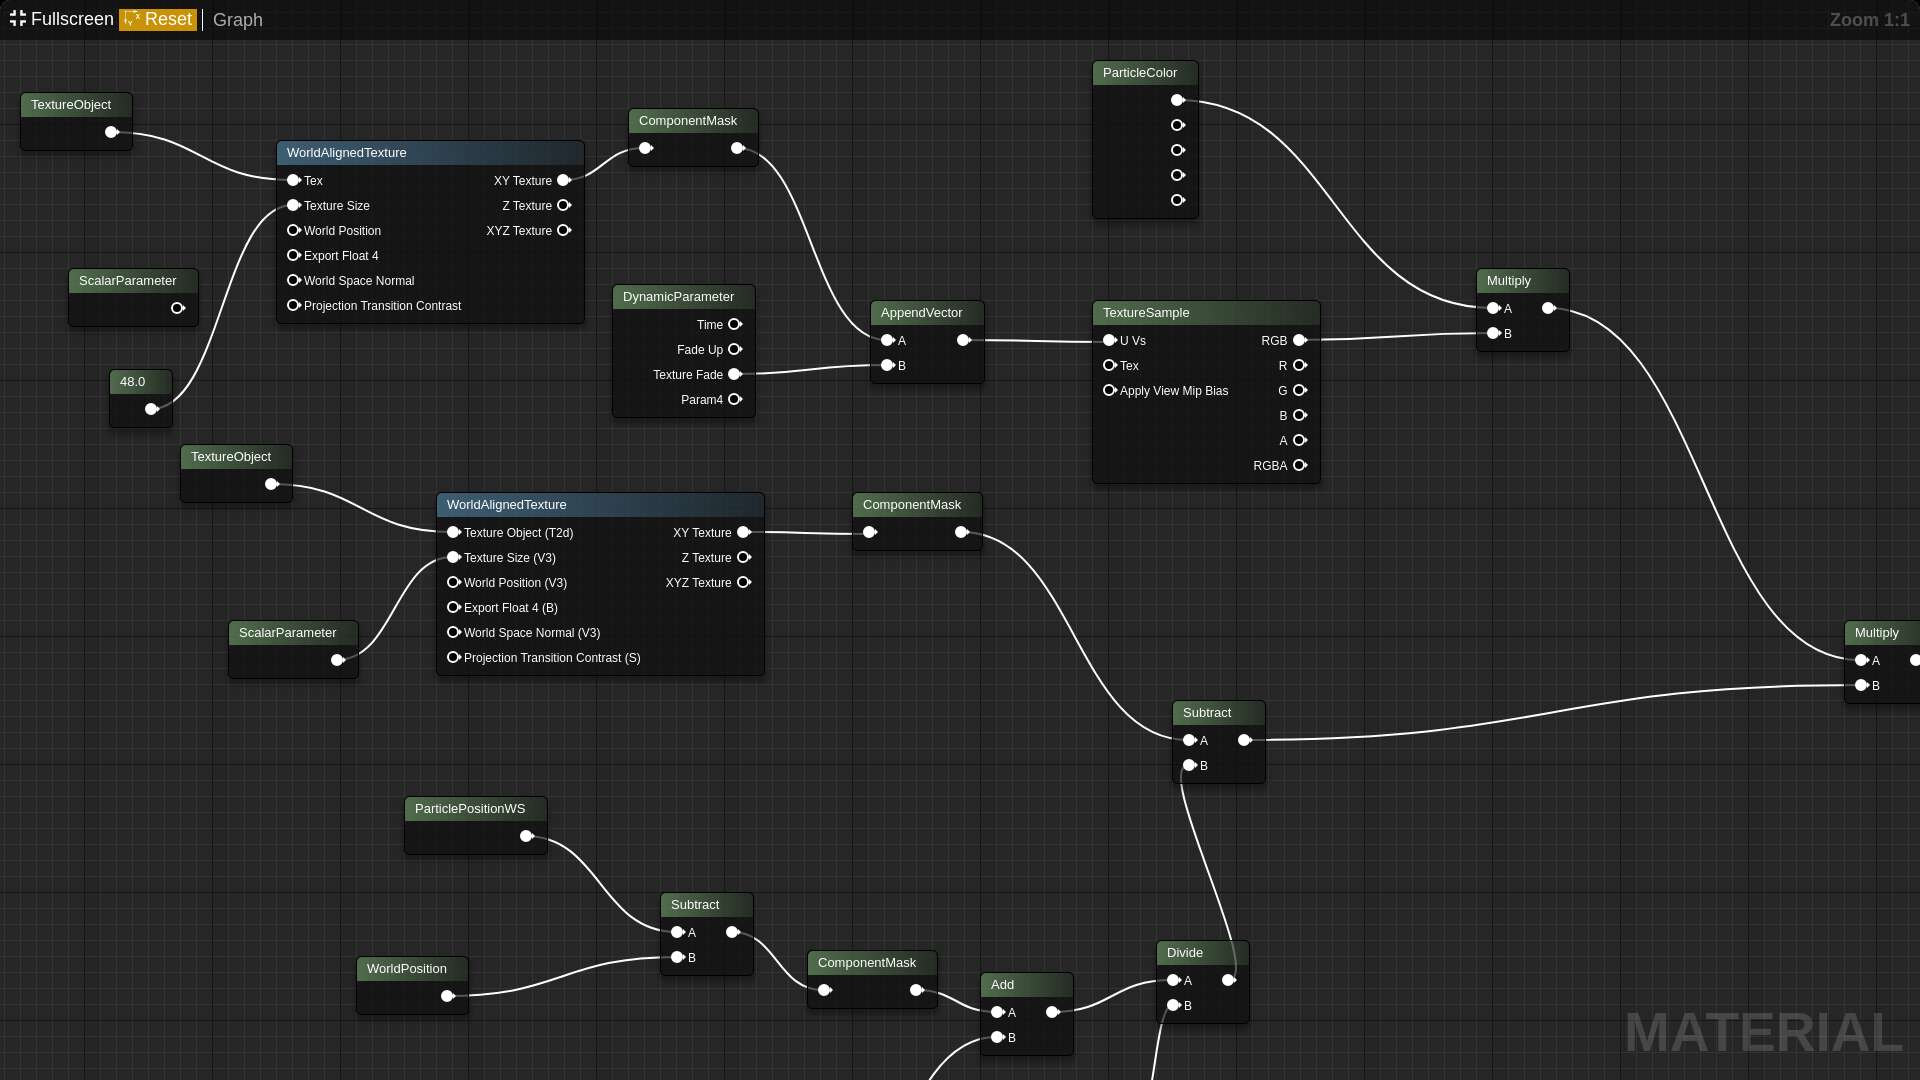 Fullscreen Reset Graph
Zoom 1:1
ParticleColor
TextureObject
ComponentMask
WorldAlignedTexture
Tex
XY Texture
Texture Size
Z Texture
World Position
XYZ Texture
Export Float 4
World Space Normal
Projection Transition Contrast
ScalarParameter
48.0
DynamicParameter
Time
Fade Up
Texture Fade
Param4
AppendVector
A
B
TextureSample
U Vs
RGB
Tex
R
Apply View Mip Bias
G
B
A
RGBA
Multiply
A
B
TextureObject
WorldAlignedTexture
Texture Object (T2d)
XY Texture
Texture Size (V3)
Z Texture
World Position (V3)
XYZ Texture
Export Float 4 (B)
World Space Normal (V3)
Projection Transition Contrast (S)
ComponentMask
ScalarParameter
Multiply
A
B
Subtract
A
B
ParticlePositionWS
Subtract
A
B
WorldPosition
ComponentMask
Add
A
B
Divide
A
B
MATERIAL